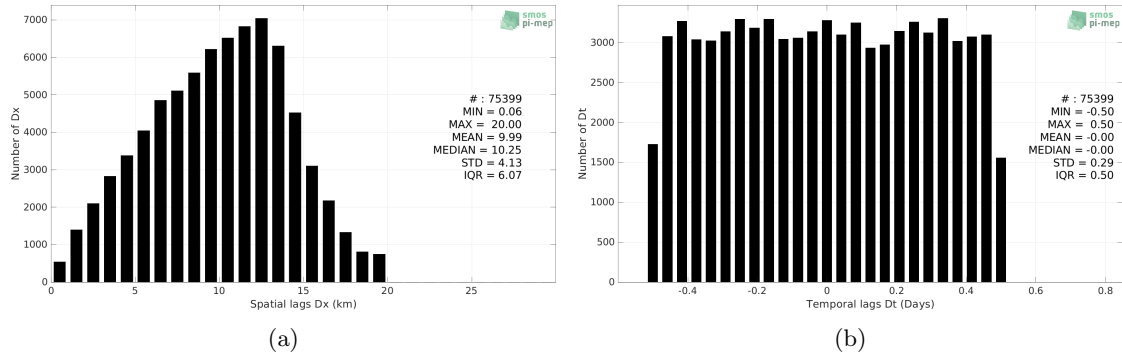 7000
6000
5000
4000
3000
2000
1000
0
Number of Dx
0 5 10 15 20 25
Spatial lags Dx (km)
smos
pi-mep
# : 75399
MIN = 0.06
MAX = 20.00
MEAN = 9.99
MEDIAN = 10.25
STD = 4.13
IQR = 6.07
(a)
3000
2500
2000
1500
1000
500
0
Number of Dt
-0.4 -0.2 0 0.2 0.4 0.6 0.8
Temporal lags Dt (Days)
smos
pi-mep
# : 75399
MIN = -0.50
MAX = 0.50
MEAN = -0.00
MEDIAN = -0.00
STD = 0.29
IQR = 0.50
(b)